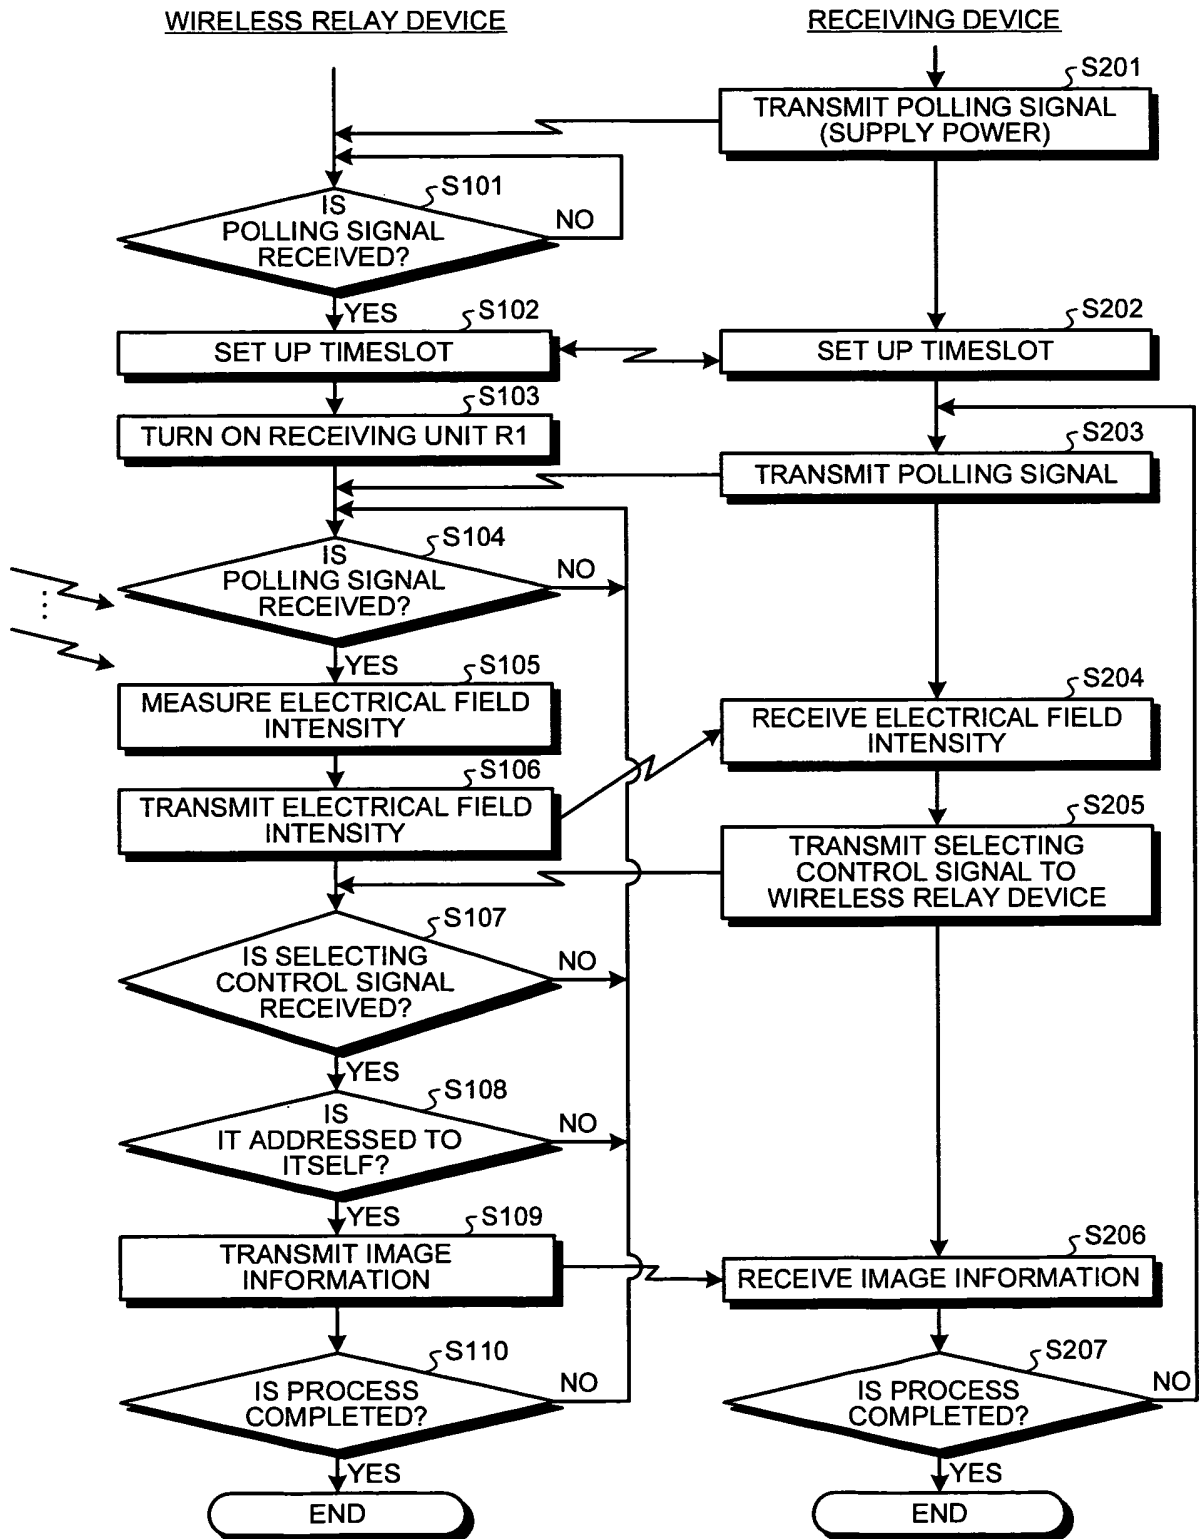 WIRELESS RELAY DEVICE
RECEIVING DEVICE
S201
TRANSMIT POLLING SIGNAL
(SUPPLY POWER)
S101
IS
POLLING SIGNAL
RECEIVED?
NO
YES
S102
SET UP TIMESLOT
S202
SET UP TIMESLOT
S103
TURN ON RECEIVING UNIT R1
S203
TRANSMIT POLLING SIGNAL
S104
IS
POLLING SIGNAL
RECEIVED?
NO
YES
S105
MEASURE ELECTRICAL FIELD
INTENSITY
S204
RECEIVE ELECTRICAL FIELD
INTENSITY
S106
TRANSMIT ELECTRICAL FIELD
INTENSITY
S205
TRANSMIT SELECTING
CONTROL SIGNAL TO
WIRELESS RELAY DEVICE
S107
IS SELECTING
CONTROL SIGNAL
RECEIVED?
NO
YES
S108
IS
IT ADDRESSED TO
ITSELF?
NO
YES
S109
TRANSMIT IMAGE
INFORMATION
S206
RECEIVE IMAGE INFORMATION
S110
IS PROCESS
COMPLETED?
NO
YES
END
S207
IS PROCESS
COMPLETED?
NO
YES
END